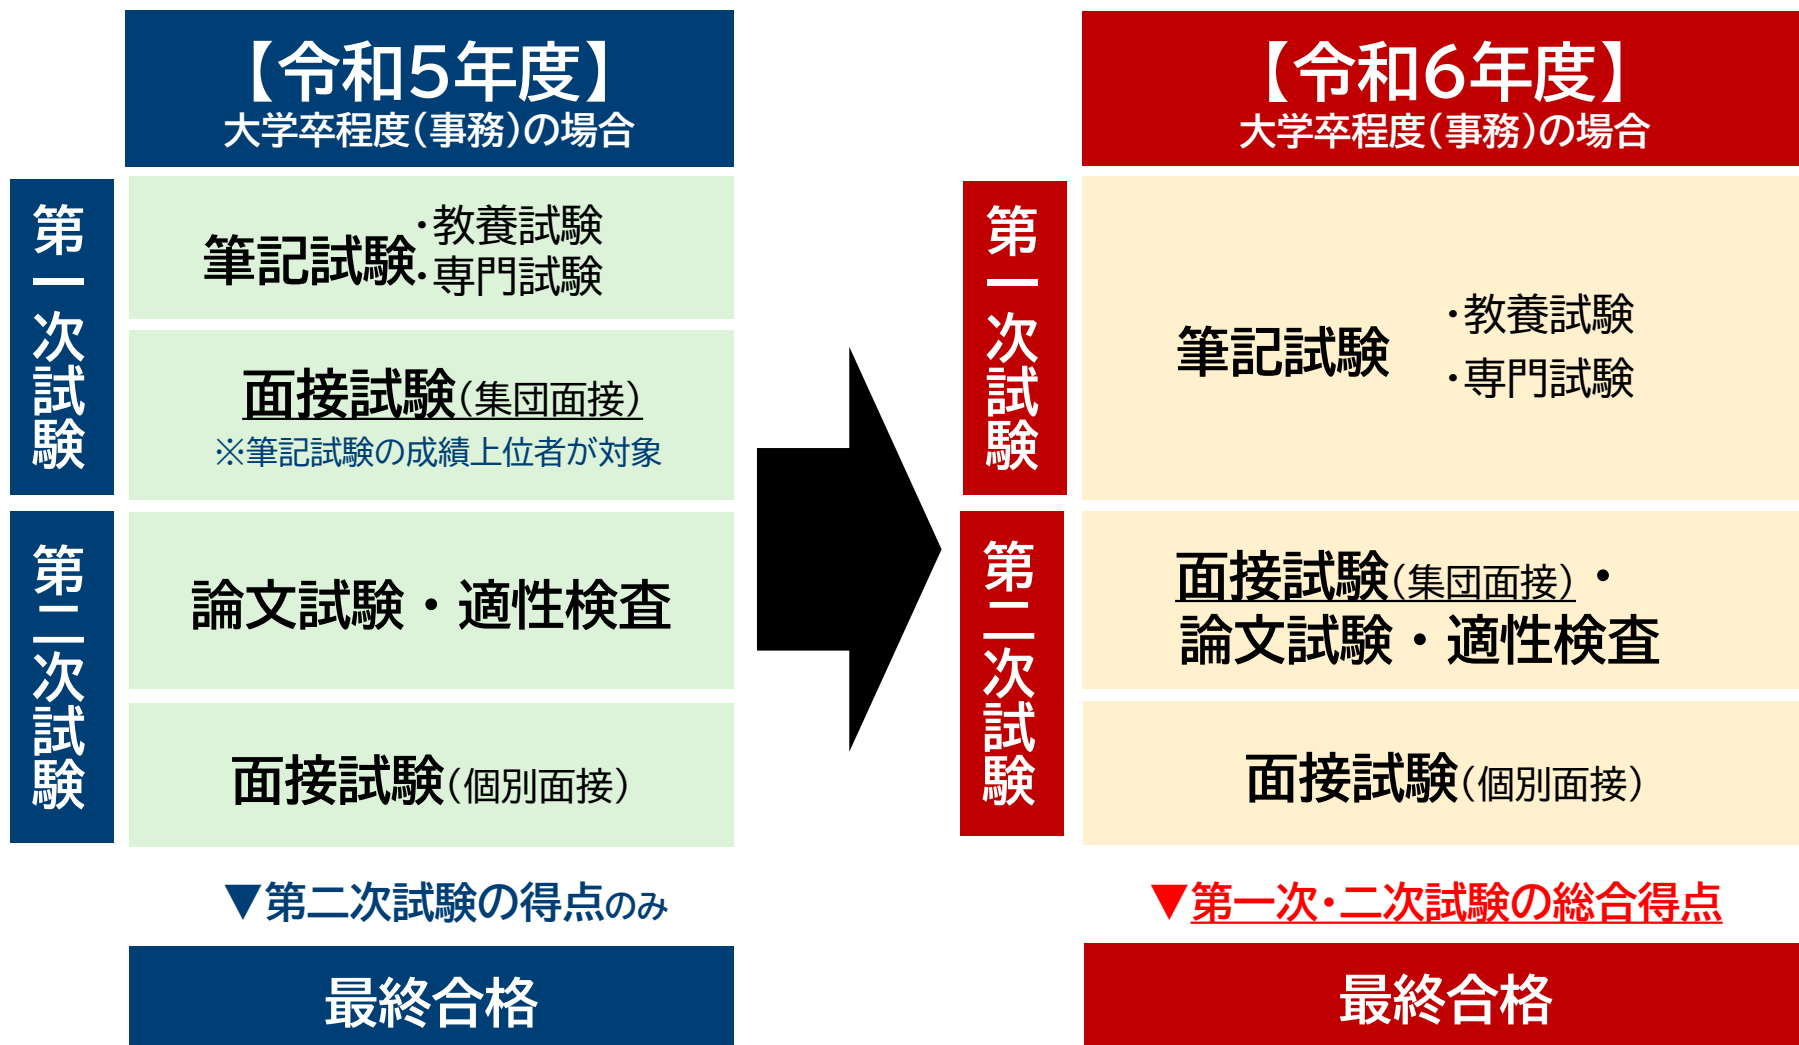 【令和5年度】
大学卒程度(事務)の場合
第一次試験
筆記試験
・教養試験
・専門試験
面接試験(集団面接)
※筆記試験の成績上位者が対象
第二次試験
論文試験・適性検査
面接試験(個別面接)
▼第二次試験の得点のみ
最終合格
【令和6年度】
大学卒程度(事務)の場合
第一次試験
筆記試験
・教養試験
・専門試験
第二次試験
面接試験(集団面接)・
論文試験・適性検査
面接試験(個別面接)
▼第一次・二次試験の総合得点
最終合格